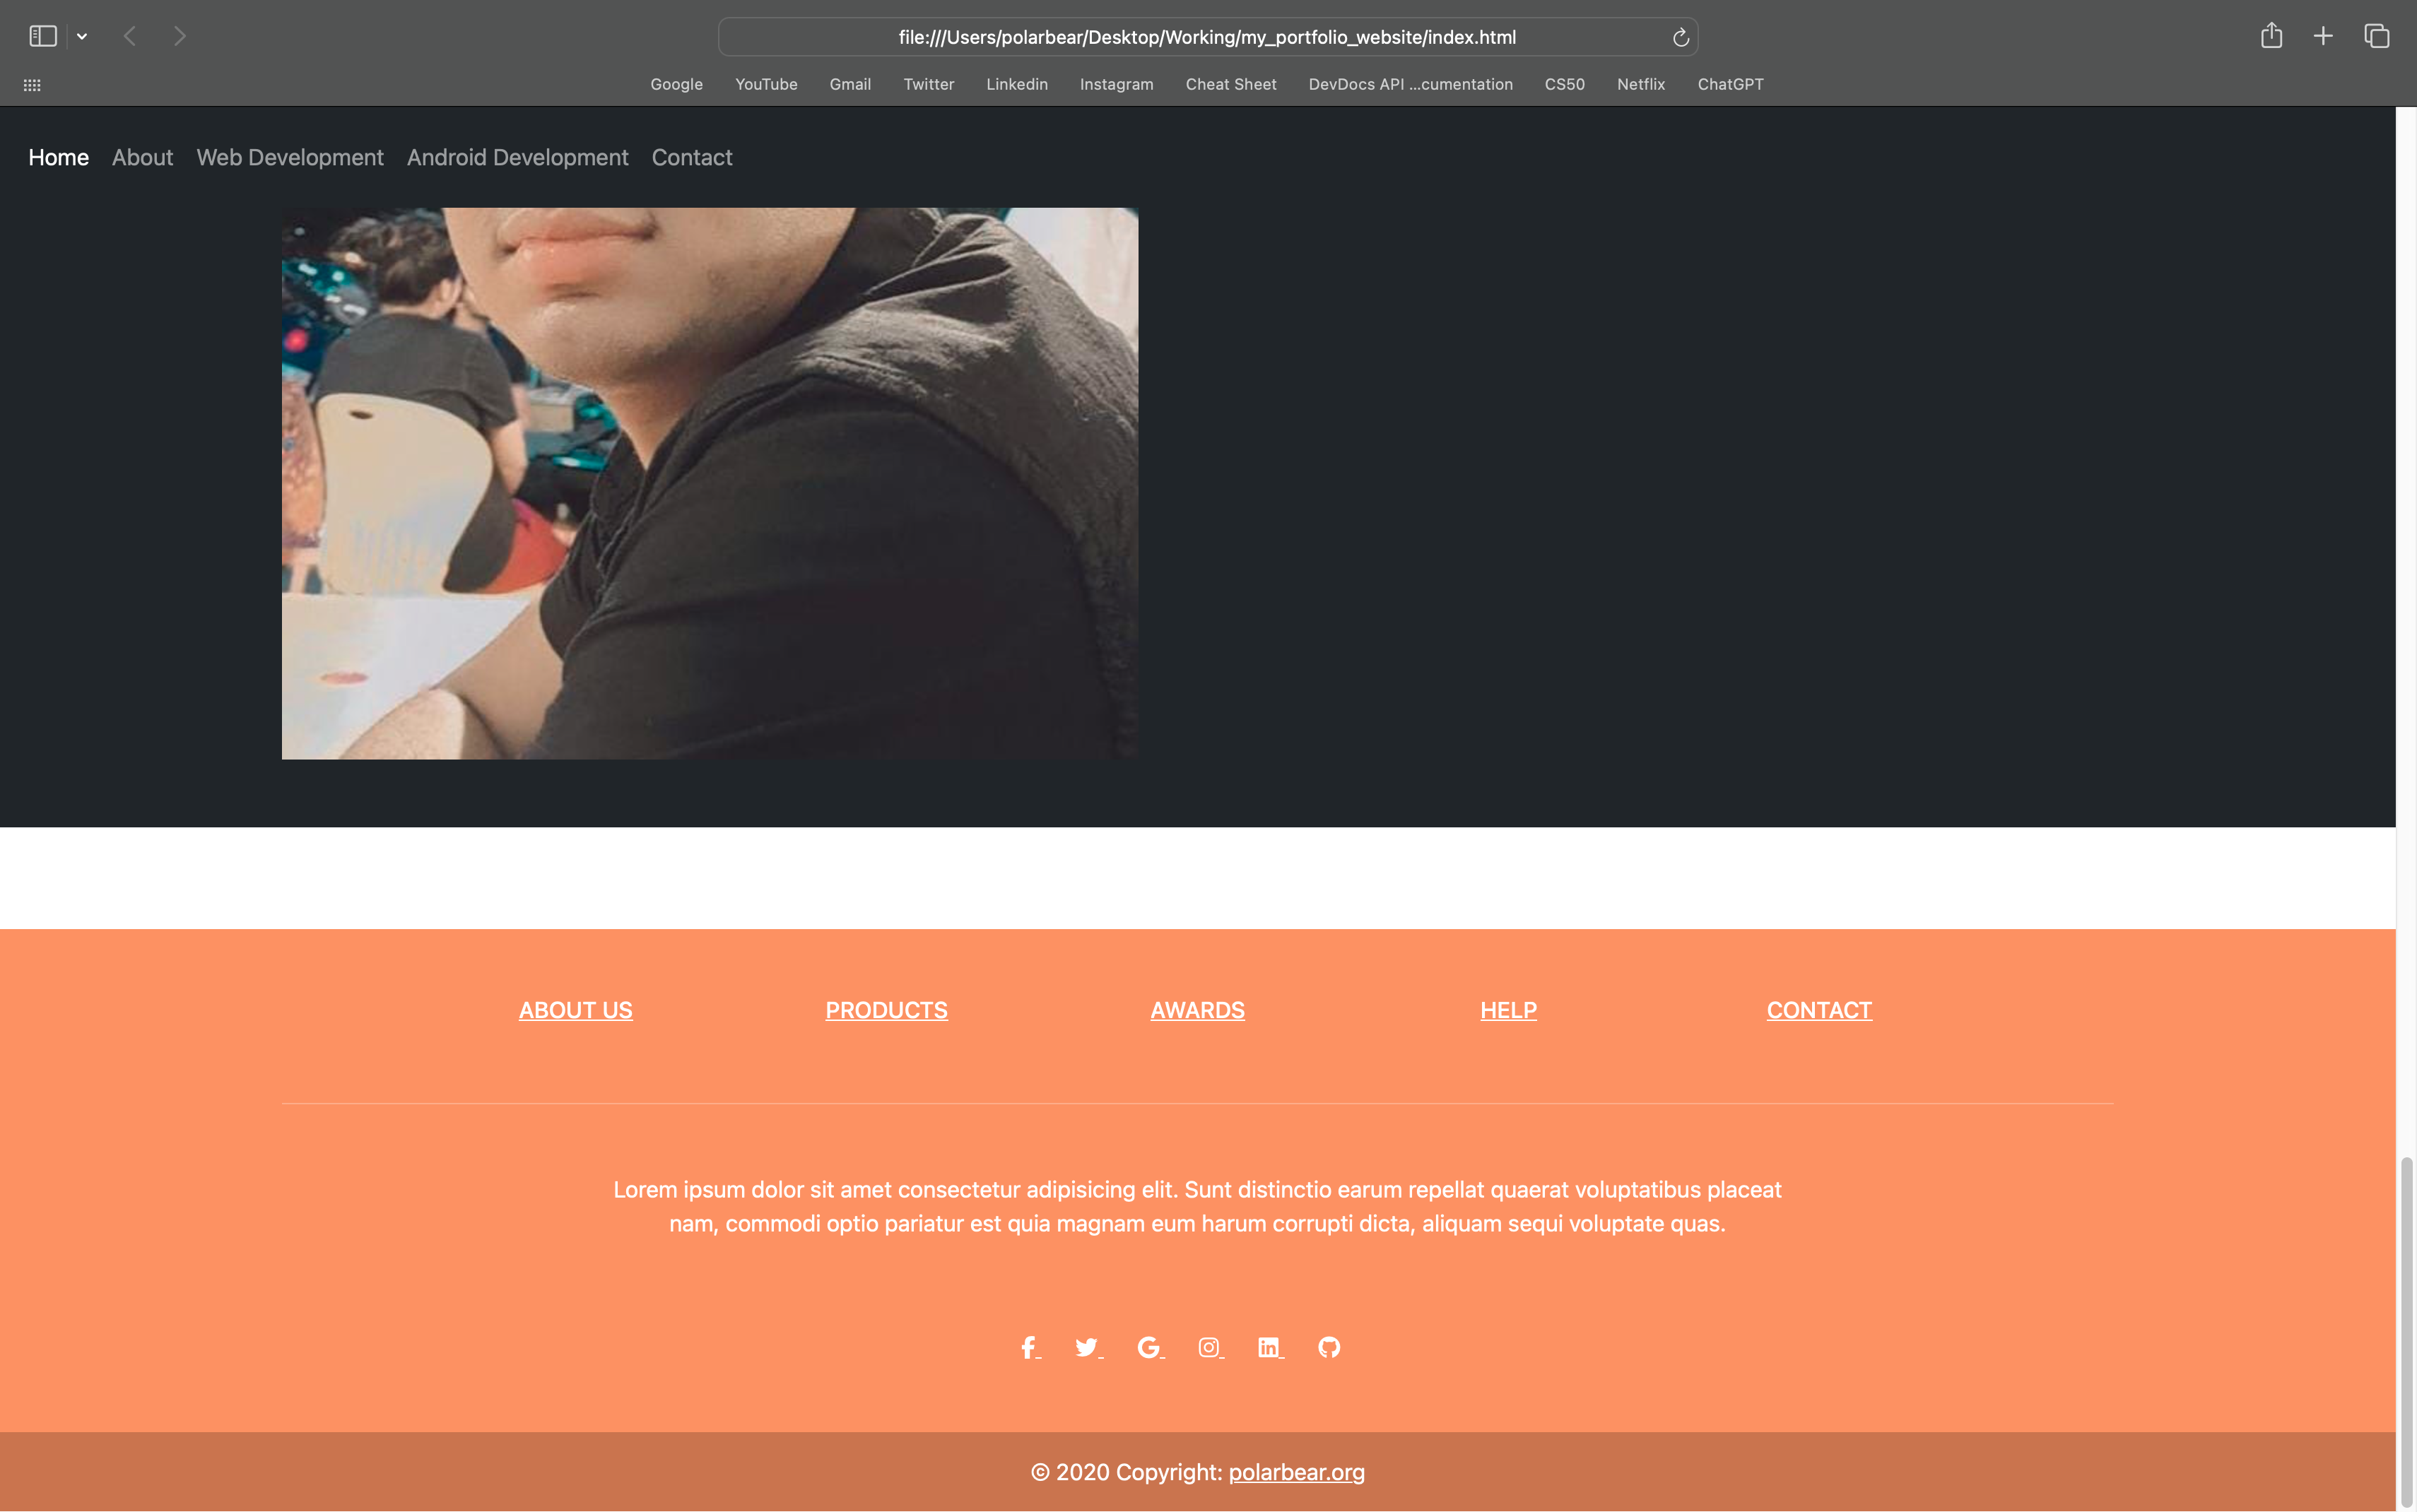 file:///Users/polarbear/Desktop/Working/my_portfolio_website/index.html
Google YouTube Gmail Twitter Linkedin Instagram Cheat Sheet DevDocs API ...cumentation CS50 Netflix ChatGPT
Home About Web Development Android Development Contact
ABOUT US PRODUCTS AWARDS HELP CONTACT
Lorem ipsum dolor sit amet consectetur adipisicing elit. Sunt distinctio earum repellat quaerat voluptatibus placeat
nam, commodi optio pariatur est quia magnam eum harum corrupti dicta, aliquam sequi voluptate quas.
© 2020 Copyright: polarbear.org